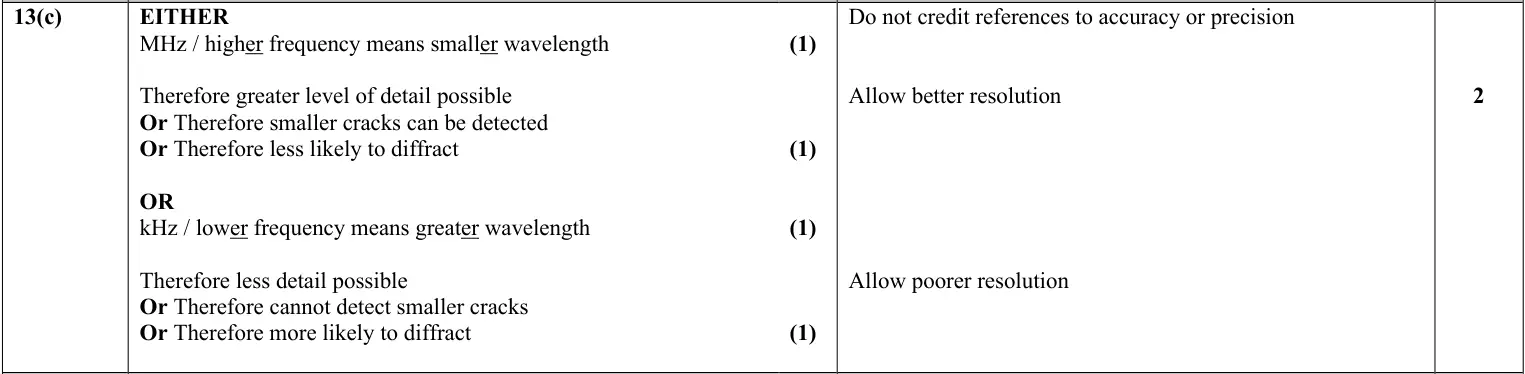 13(c) EITHER Do not credit references to accuracy or precision
MHz / higher frequency means smaller wavelength (1)
Therefore greater level of detail possible Allow better resolution 2
Or Therefore smaller cracks can be detected
Or Therefore less likely to diffract (1)
OR
kHz / lower frequency means greater wavelength (1)
Therefore less detail possible Allow poorer resolution
Or Therefore cannot detect smaller cracks
Or Therefore more likely to diffract (1)